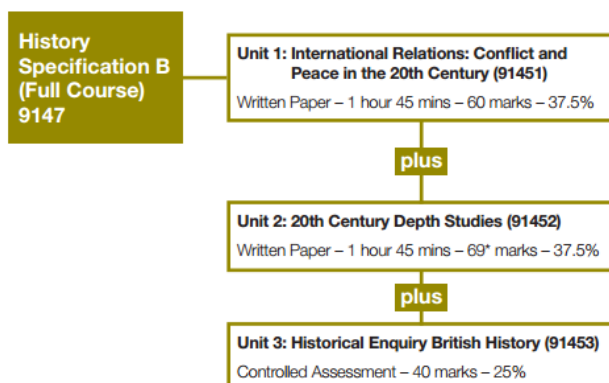 History
Specification B
(Full Course)
9147
Unit 1: International Relations: Conflict and
Peace in the 20th Century (91451)
Written Paper – 1 hour 45 mins – 60 marks – 37.5%
plus
Unit 2: 20th Century Depth Studies (91452)
Written Paper – 1 hour 45 mins – 69* marks – 37.5%
plus
Unit 3: Historical Enquiry British History (91453)
Controlled Assessment – 40 marks – 25%